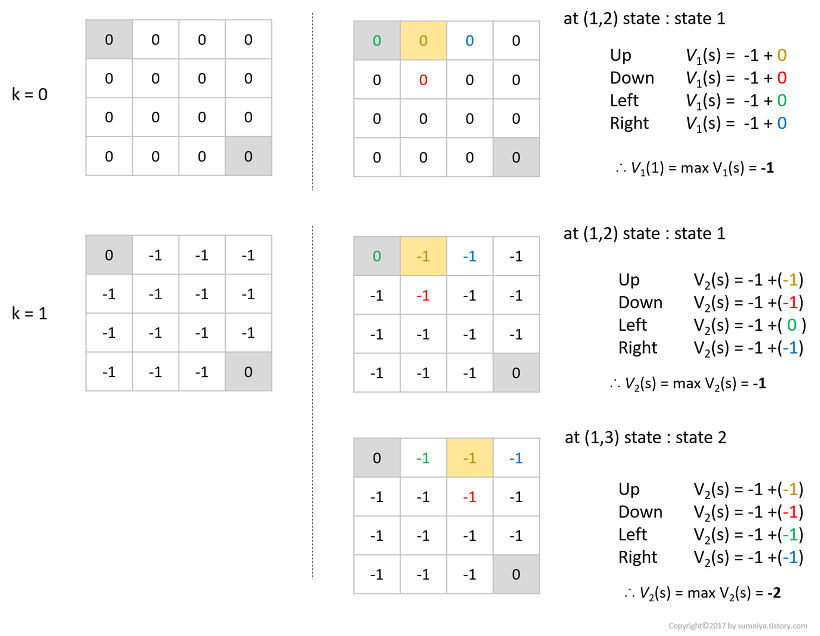 k = 0
0 0 0 0
0 0 0 0
0 0 0 0
0 0 0 0
0 0 0 0
0 0 0 0
0 0 0 0
0 0 0 0
at (1,2) state : state 1
Up V₁(s) = -1 + 0
Down V₁(s) = -1 + 0
Left V₁(s) = -1 + 0
Right V₁(s) = -1 + 0
∴ V₁(1) = max V₁(s) = -1
k = 1
0 -1 -1 -1
-1 -1 -1 -1
-1 -1 -1 -1
-1 -1 -1 0
0 -1 -1 -1
-1 -1 -1 -1
-1 -1 -1 -1
-1 -1 -1 0
at (1,2) state : state 1
Up V₂(s) = -1 +(-1)
Down V₂(s) = -1 +(-1)
Left V₂(s) = -1 +( 0 )
Right V₂(s) = -1 +(-1)
∴ V₂(s) = max V₂(s) = -1
0 -1 -1 -1
-1 -1 -1 -1
-1 -1 -1 -1
-1 -1 -1 0
at (1,3) state : state 2
Up V₂(s) = -1 +(-1)
Down V₂(s) = -1 +(-1)
Left V₂(s) = -1 +(-1)
Right V₂(s) = -1 +(-1)
∴ V₂(s) = max V₂(s) = -2
Copyright©2017 by sumniya.tistory.com